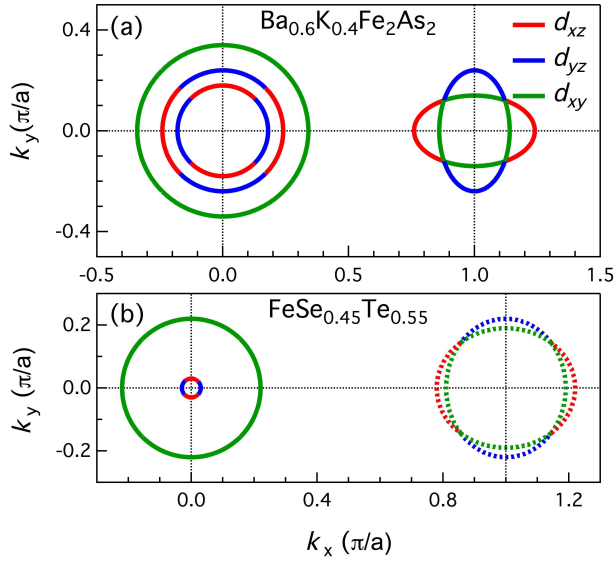 (a) Ba0.6K0.4Fe2As2
dxz
dyz
dxy
0.4
0.0
-0.4
ky(π/a)
-0.5 0.0 0.5 1.0 1.5
(b) FeSe0.45Te0.55
0.2
0.0
-0.2
ky (π/a)
0.0 0.4 0.8 1.2
kx (π/a)